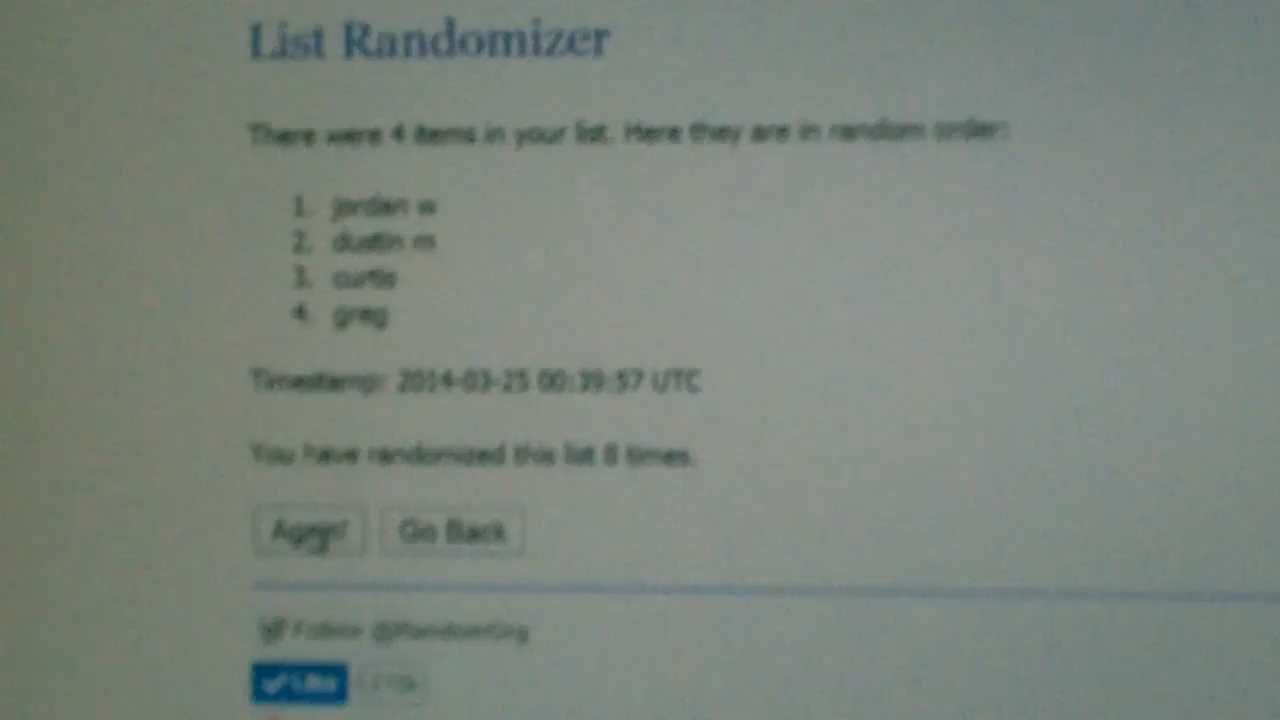 List Randomizer
There were 4 items in your list. Here they are in random order:
1. jordan w
2. dustin m
3. curtis
4. greg
Timestamp: 2014-03-25 00:39:57 UTC
You have randomized this list 8 times.
Again!
Go Back
Follow @RandomOrg
Like